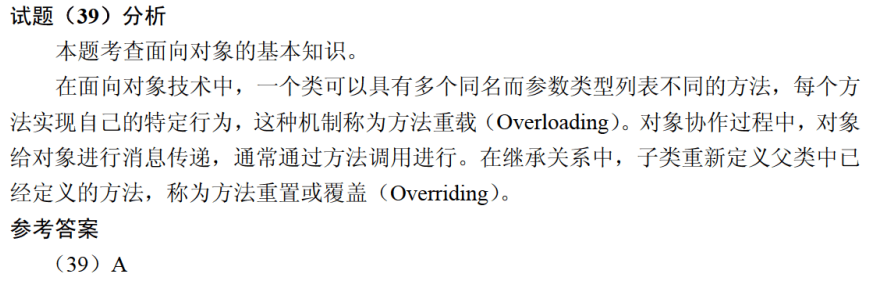 试题（39）分析
本题考查面向对象的基本知识。
在面向对象技术中，一个类可以具有多个同名而参数类型列表不同的方法，每个方
法实现自己的特定行为，这种机制称为方法重载（Overloading）。对象协作过程中，对象
给对象进行消息传递，通常通过方法调用进行。在继承关系中，子类重新定义父类中已
经定义的方法，称为方法重置或覆盖（Overriding）。
参考答案
（39）A